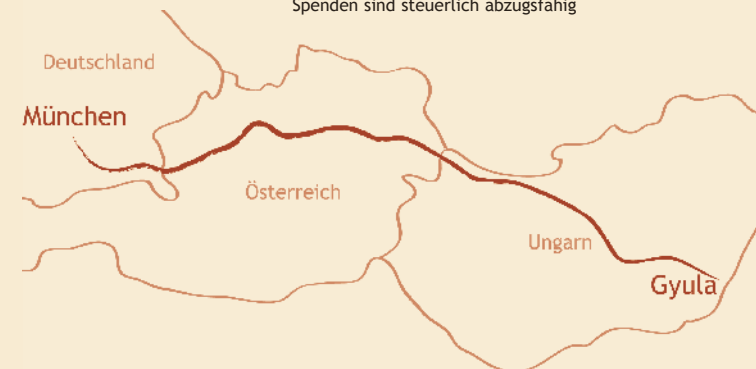 Spenden sind steuerlich abzugsfähig
Deutschland
München
Österreich
Ungarn
Gyula